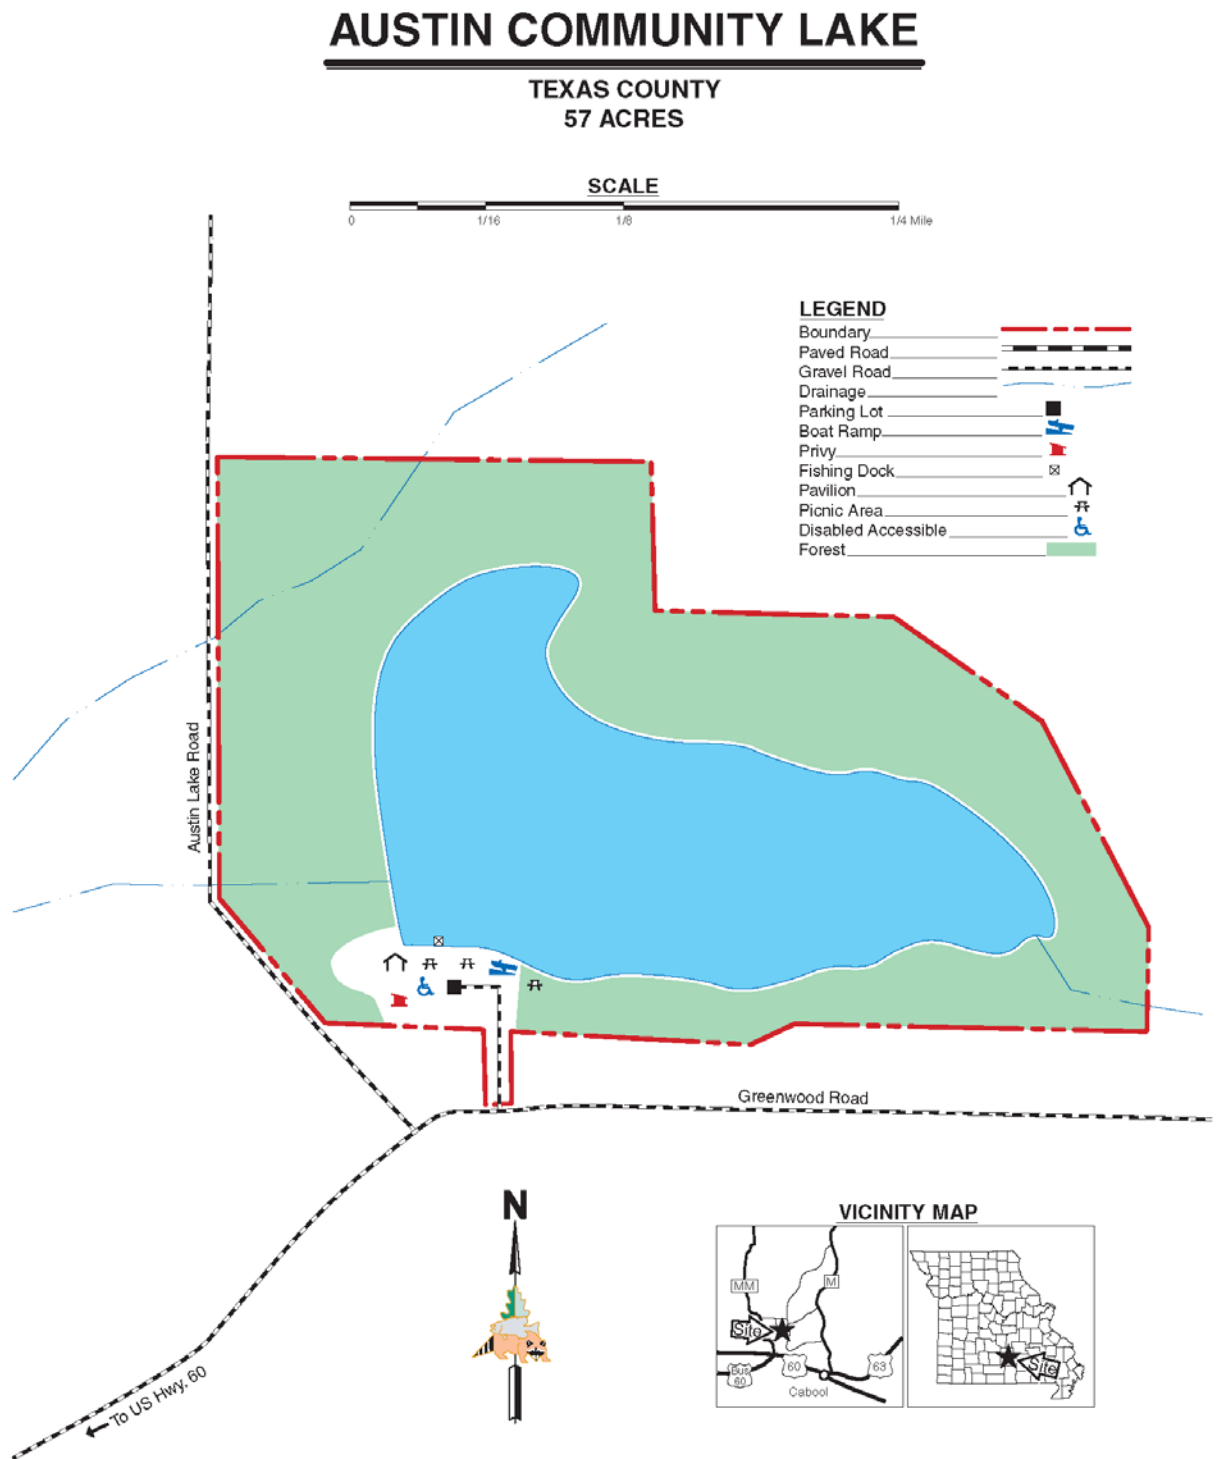 AUSTIN COMMUNITY LAKE
TEXAS COUNTY
57 ACRES
SCALE
0 1/16 1/8 1/4 Mile
LEGEND
Boundary
Paved Road
Gravel Road
Drainage
Parking Lot
Boat Ramp
Privy
Fishing Dock
Pavilion
Picnic Area
Disabled Accessible
Forest
Austin Lake Road
Greenwood Road
To US Hwy. 60
N
VICINITY MAP
MM
M
Site
Bus
60
60
63
Cabool
Site